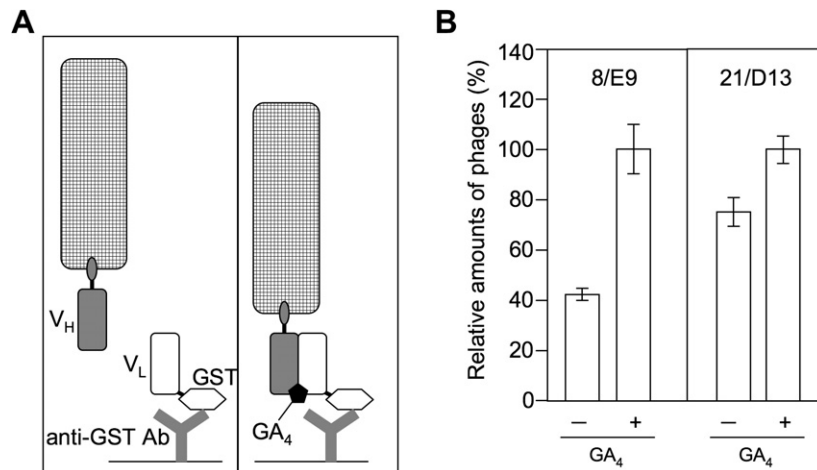 A
V_H
V_L
GST
anti-GST Ab
GA_4
B
Relative amounts of phages (%)
140
120
100
80
60
40
20
0
8/E9
21/D13
– + – +
GA_4 GA_4